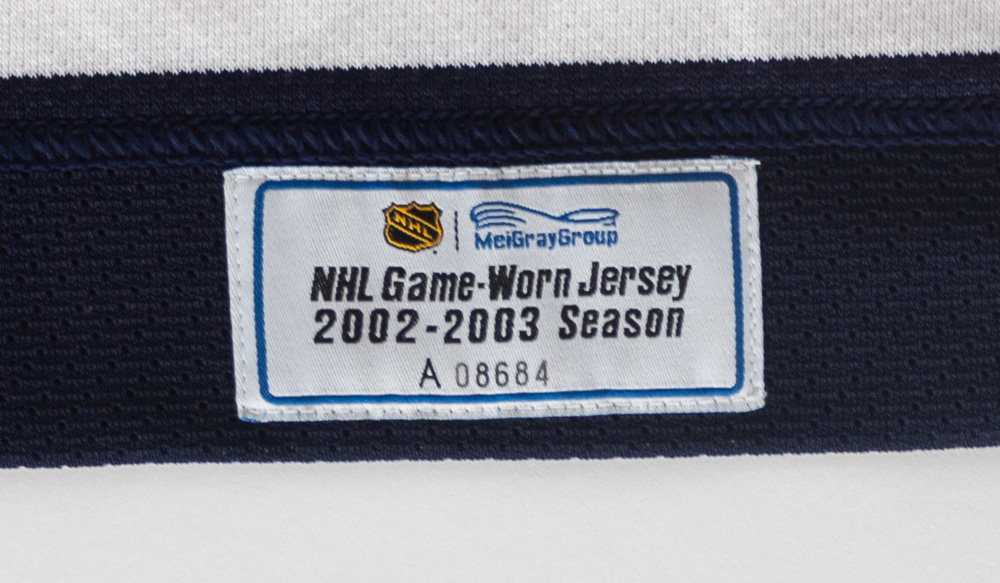 NHL
MeiGrayGroup
NHL Game-Worn Jersey
2002-2003 Season
A 08684